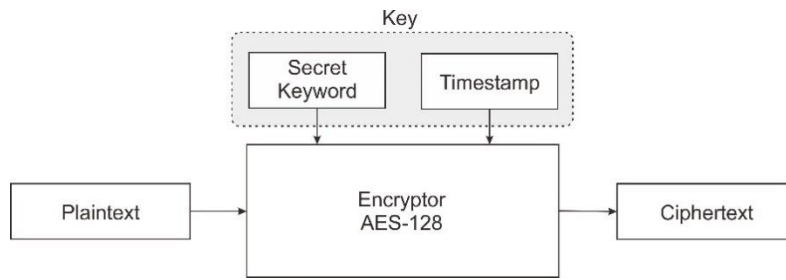 Key
Secret
Keyword
Timestamp
Plaintext
Encryptor
AES-128
Ciphertext